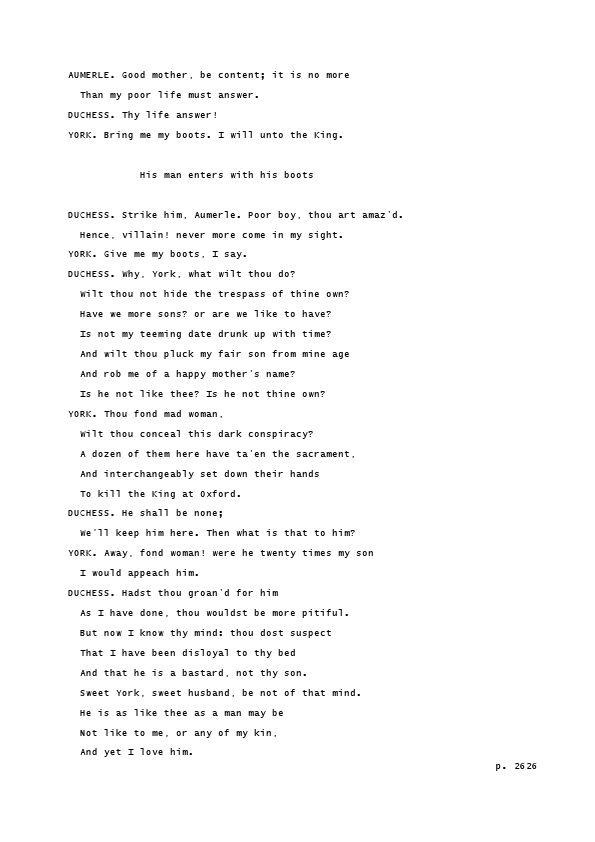 AUMERLE. Good mother, be content; it is no more
Than my poor life must answer.
DUCHESS. Thy life answer!
YORK. Bring me my boots. I will unto the King.
His man enters with his boots
DUCHESS. Strike him, Aumerle. Poor boy, thou art amaz'd.
Hence, villain! never more come in my sight.
YORK. Give me my boots, I say.
DUCHESS. Why, York, what wilt thou do?
Wilt thou not hide the trespass of thine own?
Have we more sons? or are we like to have?
Is not my teeming date drunk up with time?
And wilt thou pluck my fair son from mine age
And rob me of a happy mother's name?
Is he not like thee? Is he not thine own?
YORK. Thou fond mad woman,
Wilt thou conceal this dark conspiracy?
A dozen of them here have ta'en the sacrament,
And interchangeably set down their hands
To kill the King at Oxford.
DUCHESS. He shall be none;
We'll keep him here. Then what is that to him?
YORK. Away, fond woman! were he twenty times my son
I would appeach him.
DUCHESS. Hadst thou groan'd for him
As I have done, thou wouldst be more pitiful.
But now I know thy mind: thou dost suspect
That I have been disloyal to thy bed
And that he is a bastard, not thy son.
Sweet York, sweet husband, be not of that mind.
He is as like thee as a man may be
Not like to me, or any of my kin,
And yet I love him.
p. 2626